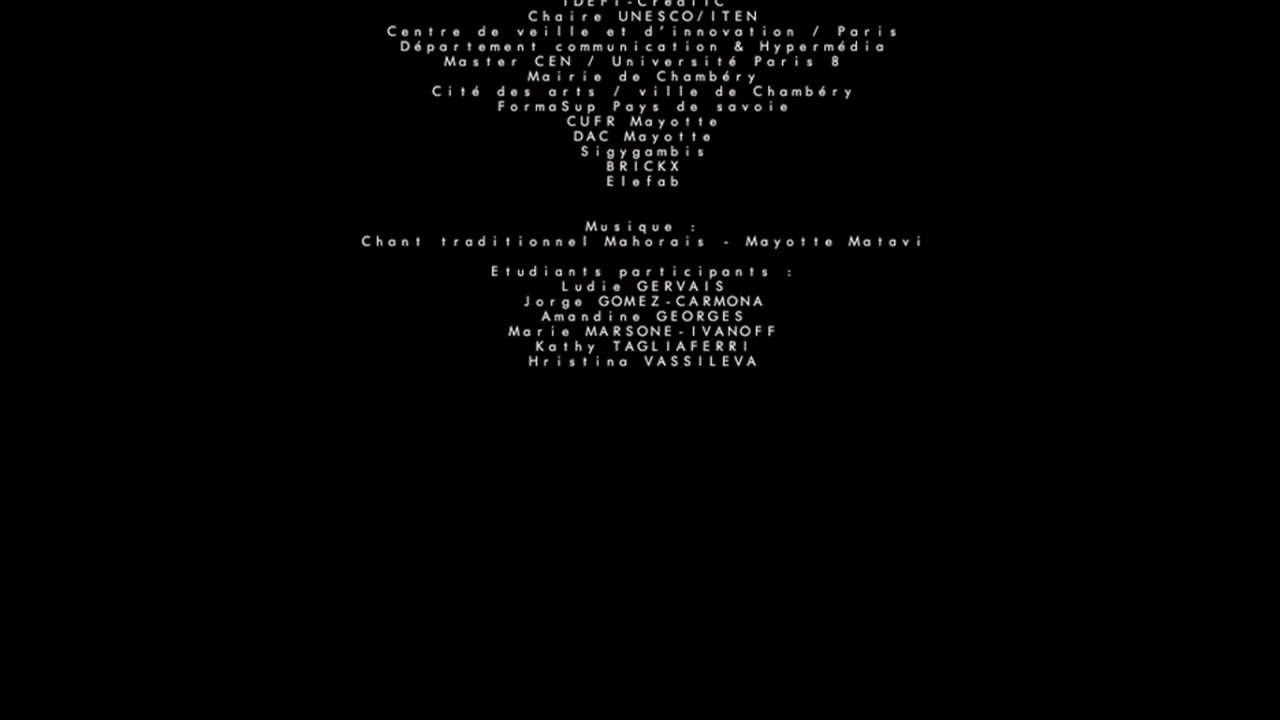 Chaire UNESCO/ITEN
Centre de veille et d'innovation / Paris
Département communication & Hypermédia
Master CEN / Université Paris 8
Mairie de Chambéry
Cité des arts / ville de Chambéry
FormaSup Pays de savoie
CUFR Mayotte
DAC Mayotte
Sigygambis
BRICKX
Elefab
Musique :
Chant traditionnel Mahorais - Mayotte Matavi
Etudiants participants :
Ludie GERVAIS
Jorge GOMEZ-CARMONA
Amandine GEORGES
Marie MARSONE-IVANOFF
Kathy TAGLIAFERRI
Hristina VASSILEVA